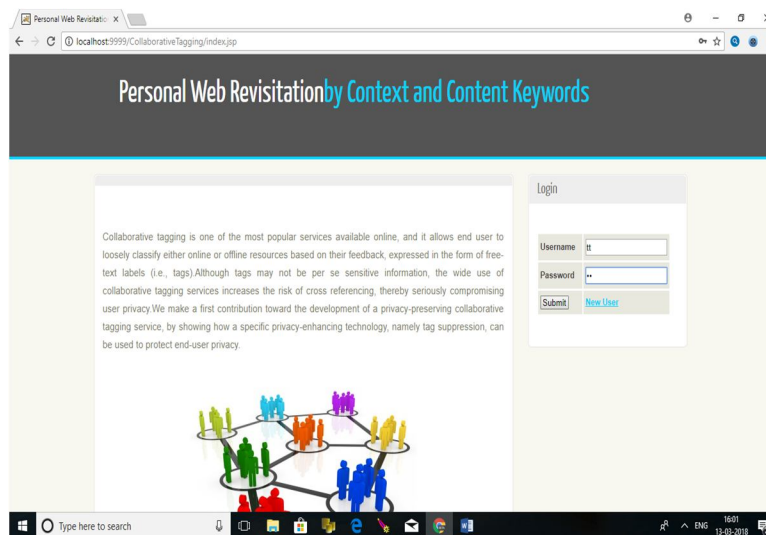 Personal Web Revisitatio
localhost:9999/CollaborativeTagging/index.jsp
Personal Web Revisitationby Context and Content Keywords
Collaborative tagging is one of the most popular services available online, and it allows end user to
loosely classify either online or offline resources based on their feedback, expressed in the form of free-
text labels (i.e., tags).Although tags may not be per se sensitive information, the wide use of
collaborative tagging services increases the risk of cross referencing, thereby seriously compromising
user privacy.We make a first contribution toward the development of a privacy-preserving collaborative
tagging service, by showing how a specific privacy-enhancing technology, namely tag suppression, can
be used to protect end-user privacy.
Login
Username tt
Password ••
Submit New User
Type here to search
ENG
16:01
13-03-2018